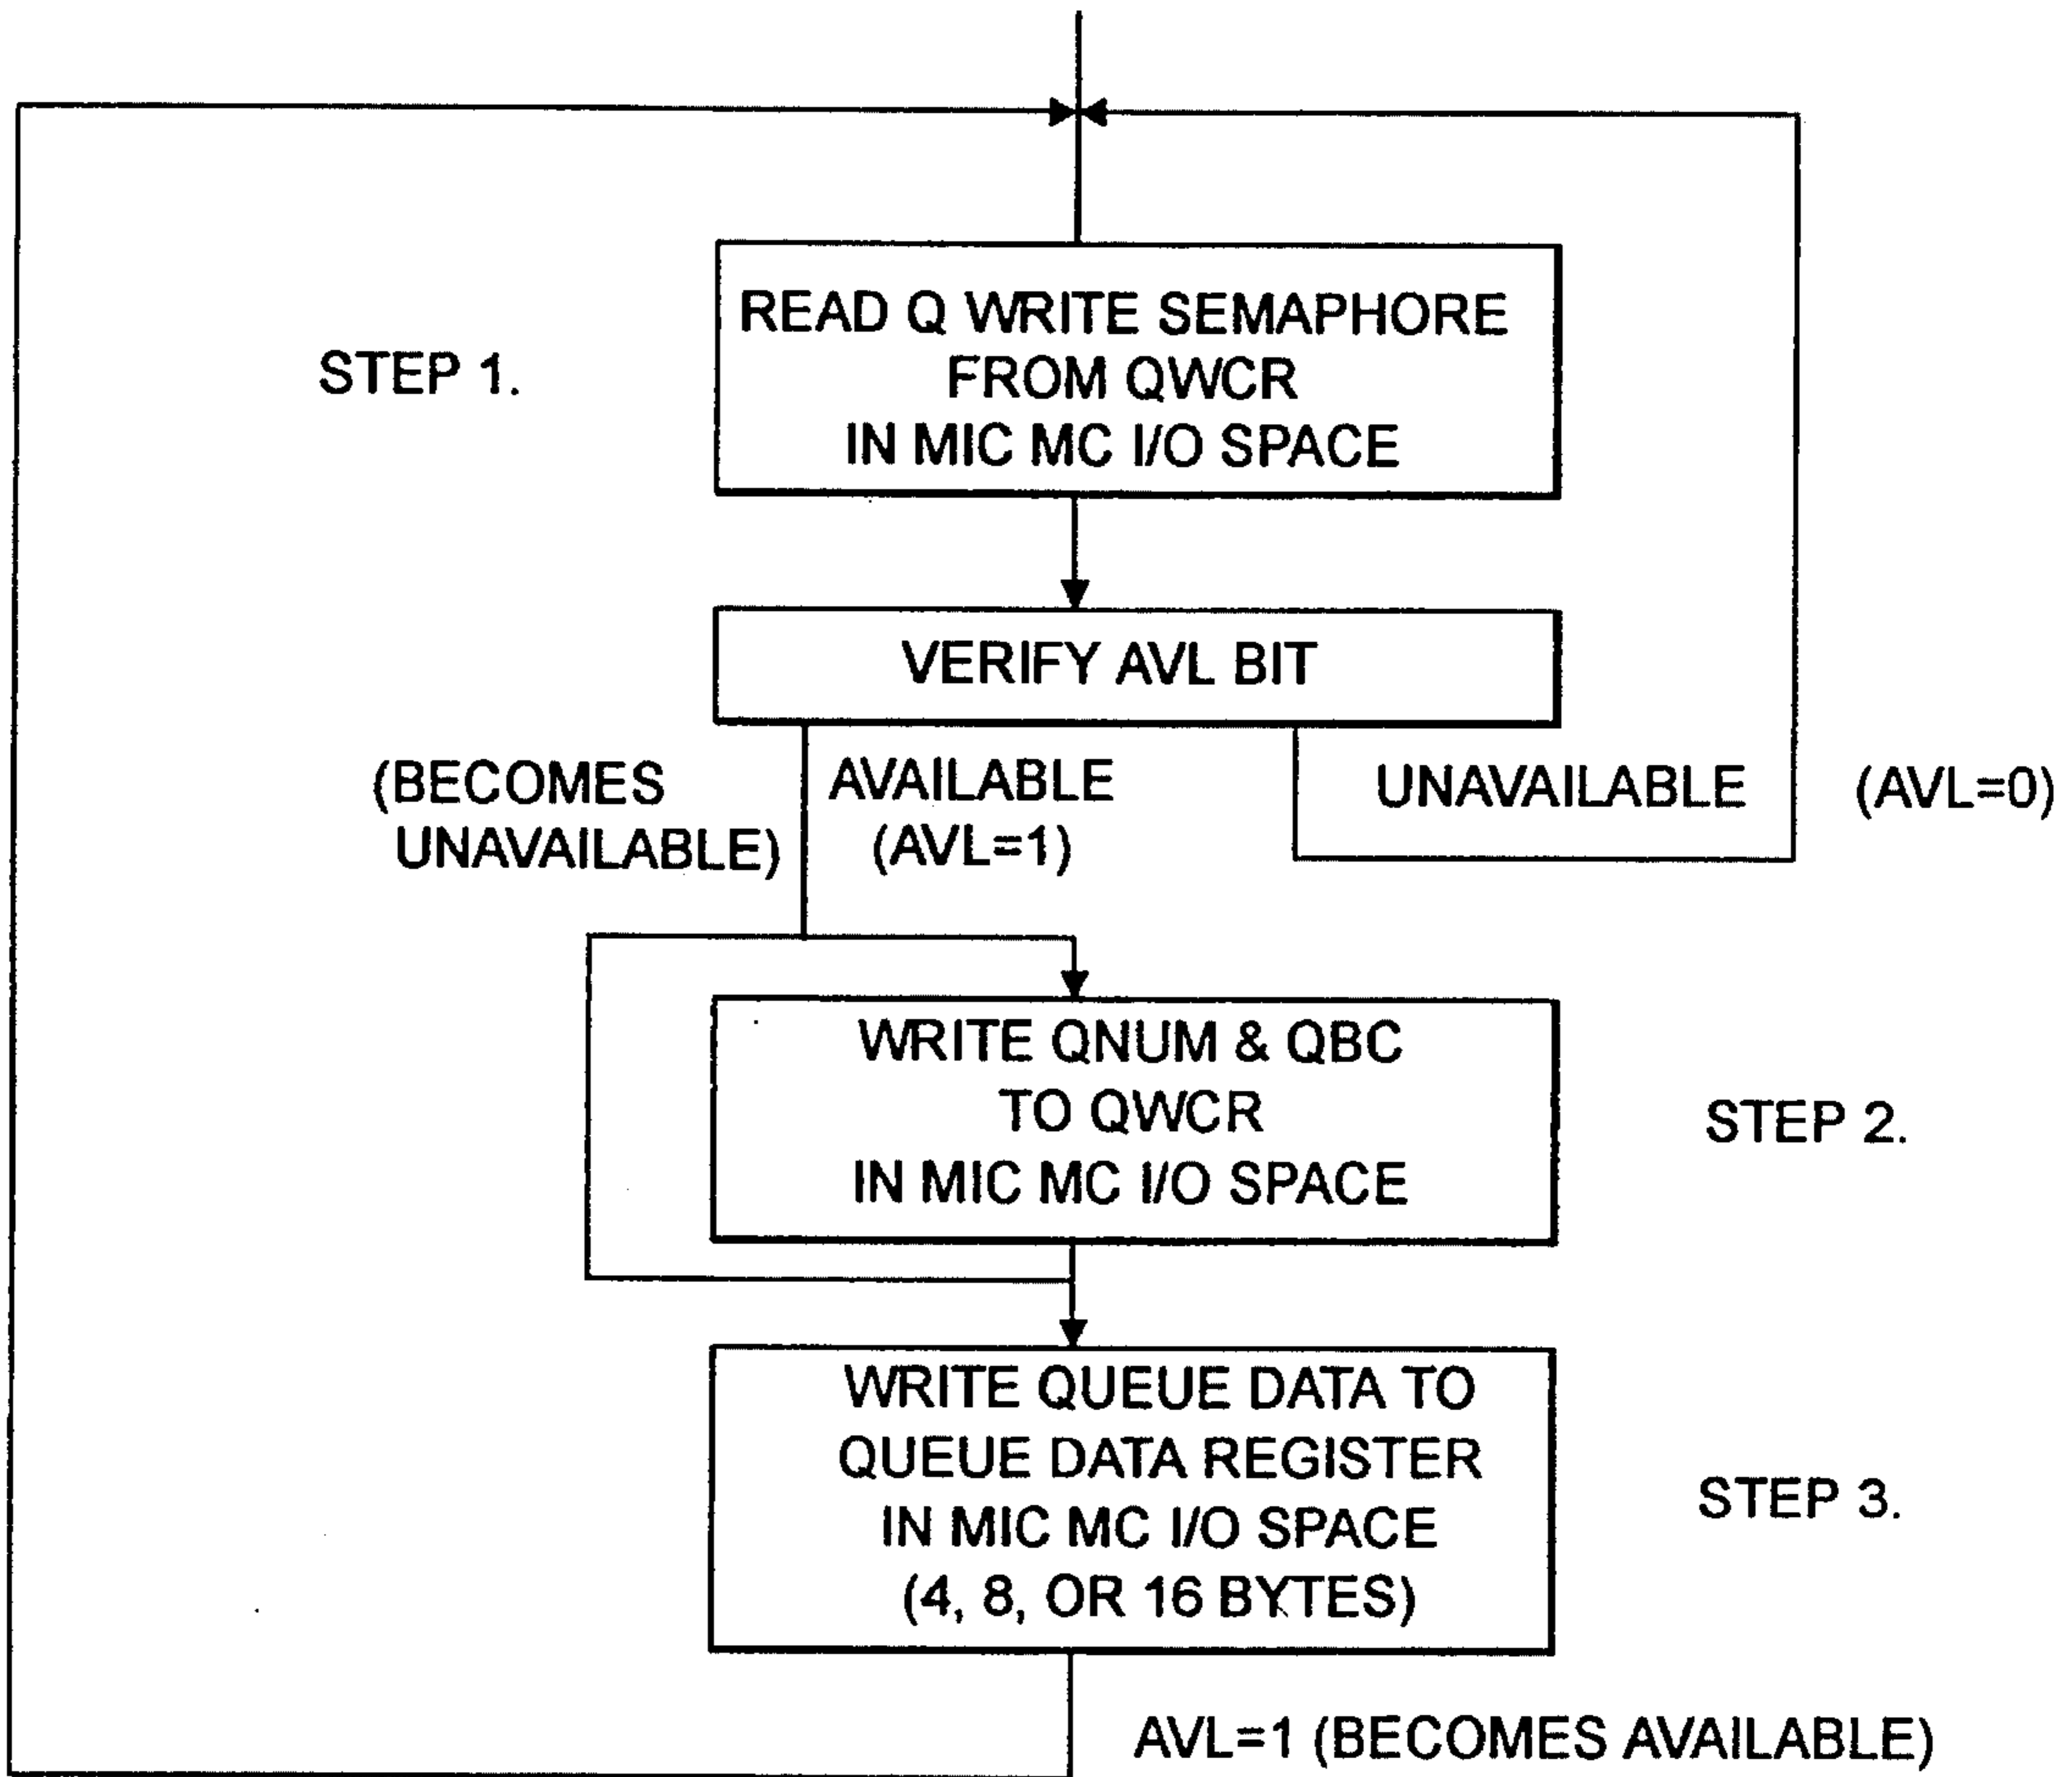 STEP 1.
READ Q WRITE SEMAPHORE
FROM QWCR
IN MIC MC I/O SPACE
VERIFY AVL BIT
(BECOMES
UNAVAILABLE)
AVAILABLE
(AVL=1)
UNAVAILABLE
(AVL=0)
WRITE QNUM & QBC
TO QWCR
IN MIC MC I/O SPACE
STEP 2.
WRITE QUEUE DATA TO
QUEUE DATA REGISTER
IN MIC MC I/O SPACE
(4, 8, OR 16 BYTES)
STEP 3.
AVL=1 (BECOMES AVAILABLE)